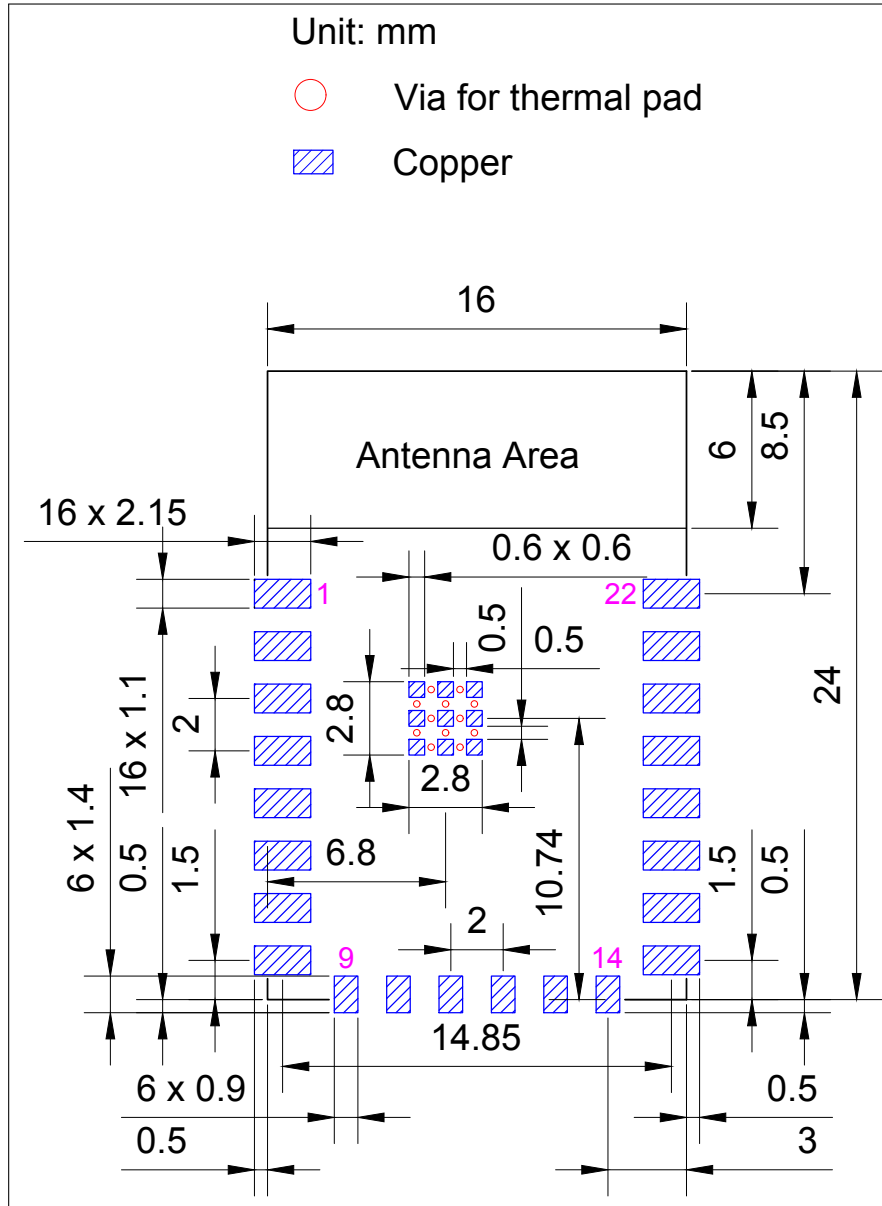 Unit: mm
Via for thermal pad
Copper
16
Antenna Area
6
8.5
16 x 2.15
0.6 x 0.6
1
22
0.5
0.5
24
2.8
2
16 x 1.1
2.8
6 x 1.4
0.5
1.5
6.8
10.74
1.5
0.5
2
9
14
14.85
6 x 0.9
0.5
0.5
3